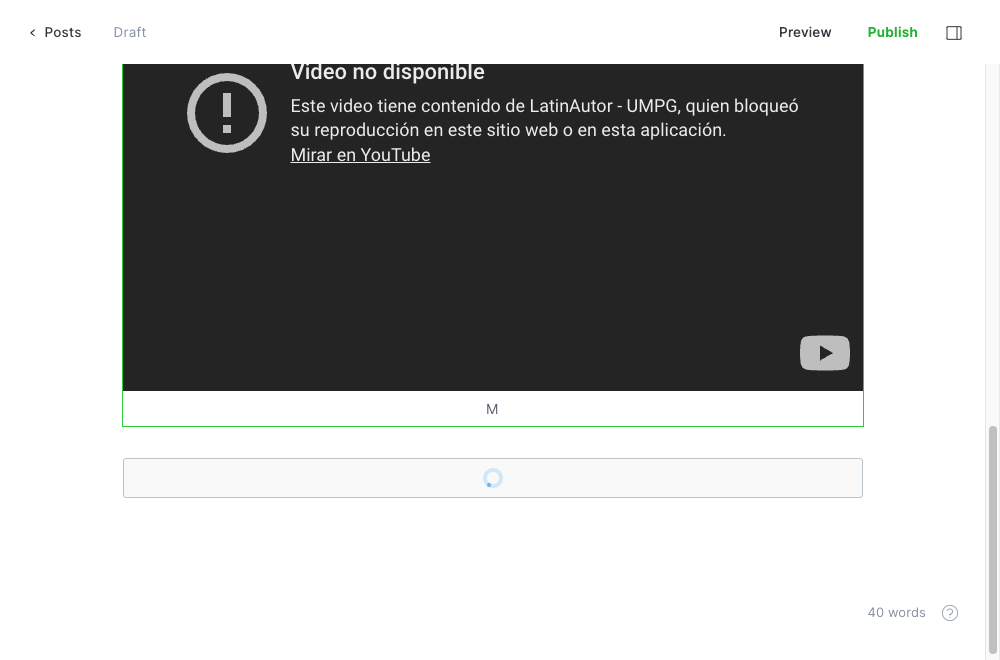 Posts
Draft
Preview
Publish
Video no disponible
Este video tiene contenido de LatinAutor - UMPG, quien bloqueó
su reproducción en este sitio web o en esta aplicación.
Mirar en YouTube
M
40 words